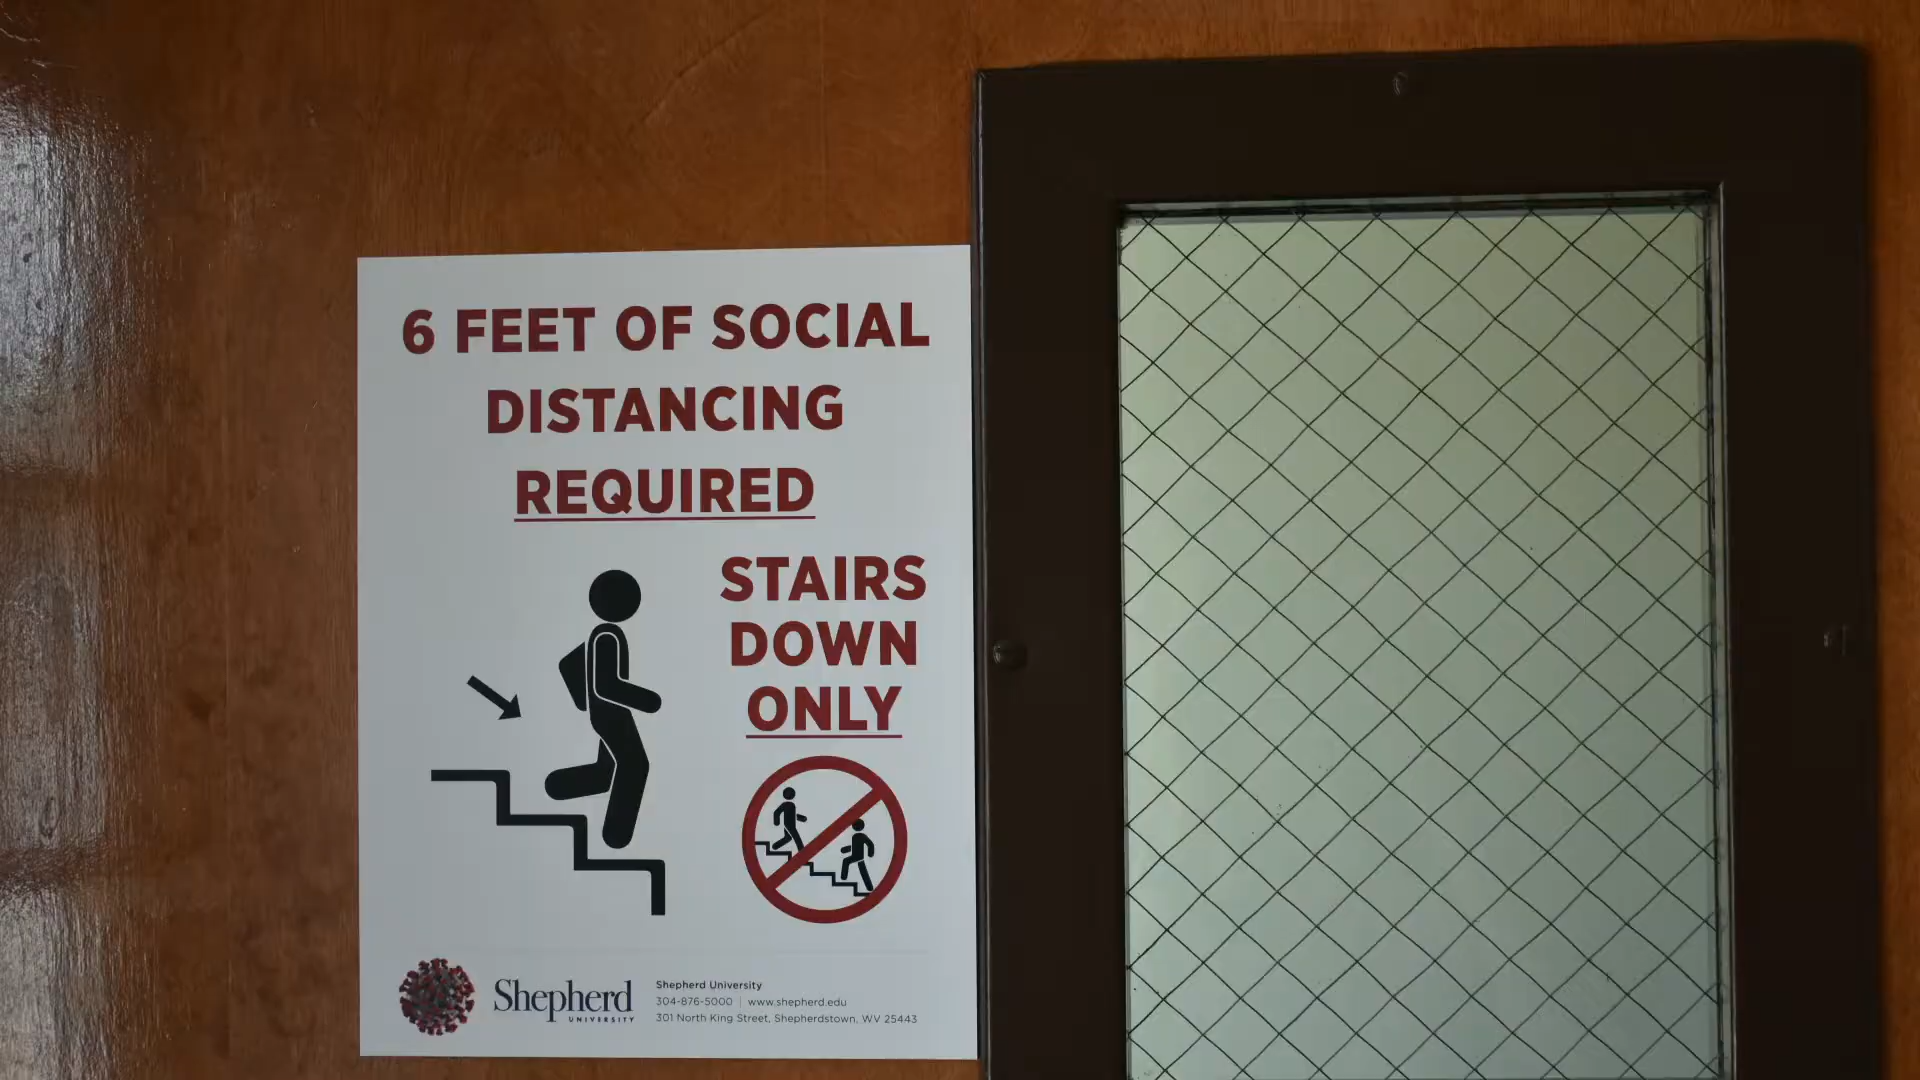 6 FEET OF SOCIAL
DISTANCING
REQUIRED
STAIRS
DOWN
ONLY
Shepherd
UNIVERSITY
Shepherd University
304-876-5000 | www.shepherd.edu
301 North King Street, Shepherdstown, WV 25443